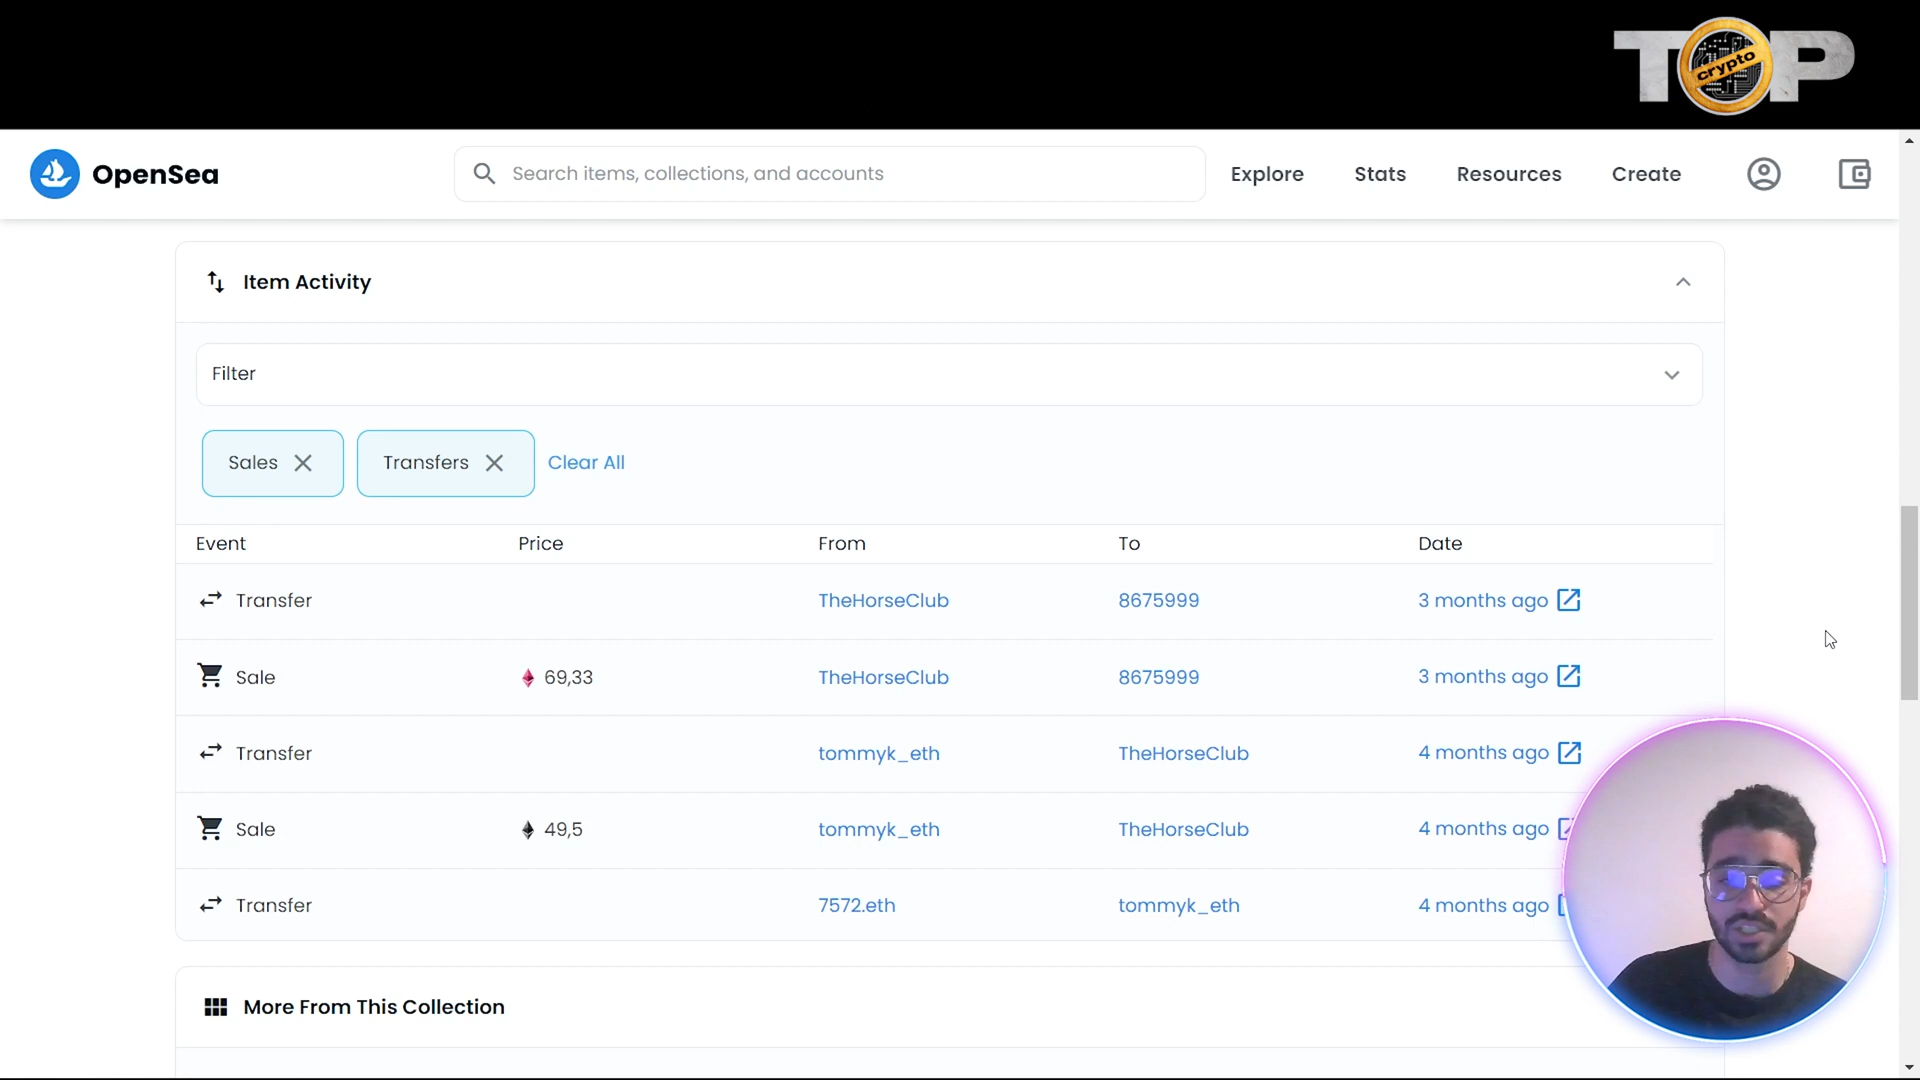 TOP
crypto
OpenSea
Search items, collections, and accounts
Explore
Stats
Resources
Create
Item Activity
Filter
Sales
Transfers
Clear All
Event Price From To Date
Transfer TheHorseClub 8675999 3 months ago
Sale 69,33 TheHorseClub 8675999 3 months ago
Transfer tommyk_eth TheHorseClub 4 months ago
Sale 49,5 tommyk_eth TheHorseClub 4 months ago
Transfer 7572.eth tommyk_eth 4 months ago
More From This Collection